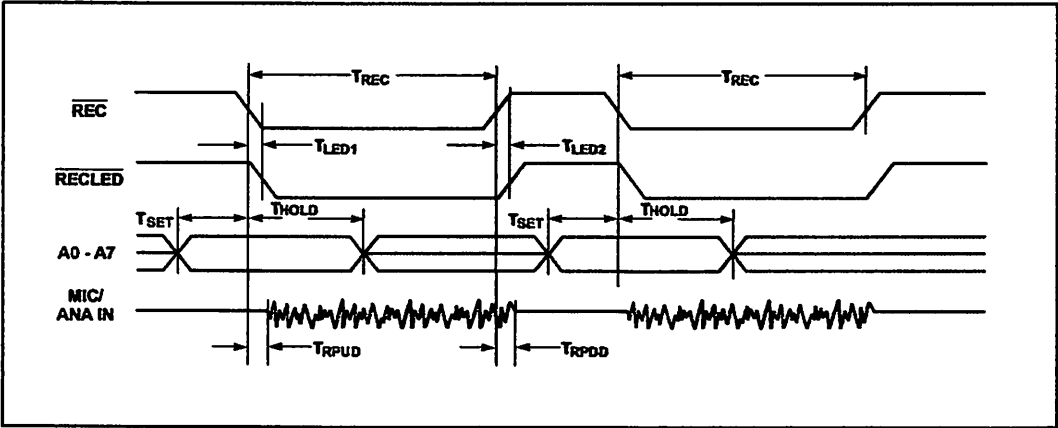 TREC TREC
REC
TLED1 TLED2
RECLED
TSET THOLD TSET THOLD
A0 - A7
MIC/
ANA IN
TRPUD TRPDD